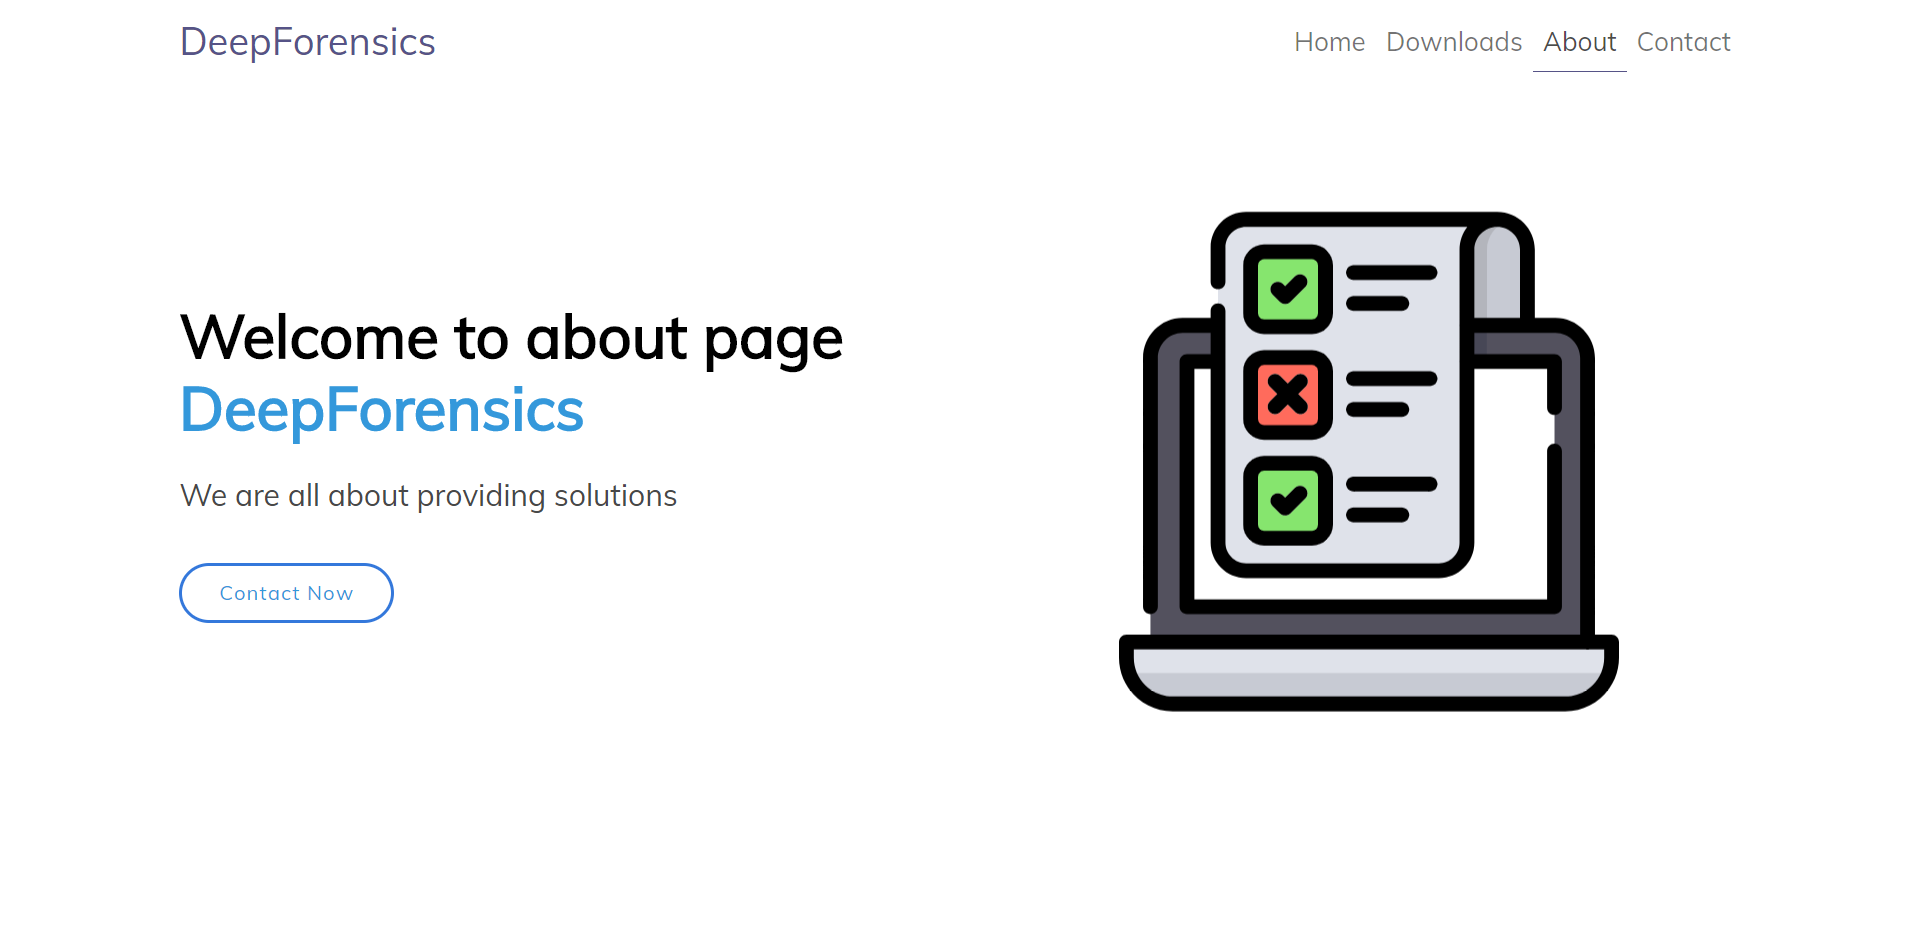 DeepForensics
Home Downloads About Contact
Welcome to about page
DeepForensics
We are all about providing solutions
Contact Now